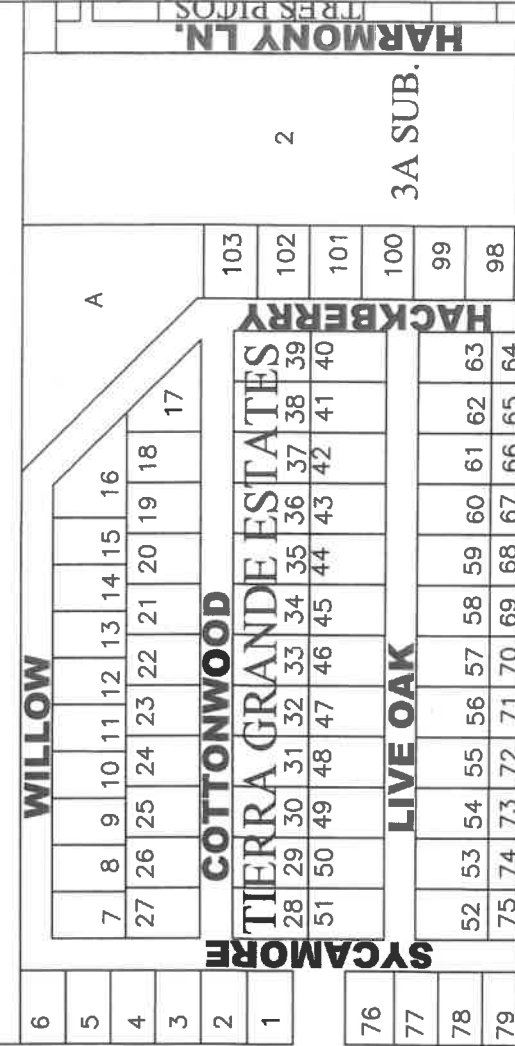 TRES PICOS
HARMONY LN.
2
3A SUB.
A
103
102
101
100
99
98
HACKBERRY
WILLOW
7 8 9 10 11 12 13 14 15 16
27 26 25 24 23 22 21 20 19 18 17
COTTONWOOD
TIERRA GRANDE ESTATES
28 29 30 31 32 33 34 35 36 37 38 39
51 50 49 48 47 46 45 44 43 42 41 40
LIVE OAK
52 53 54 55 56 57 58 59 60 61 62 63
75 74 73 72 71 70 69 68 67 66 65 64
SYCAMORE
6
5
4
3
2
1
76
77
78
79